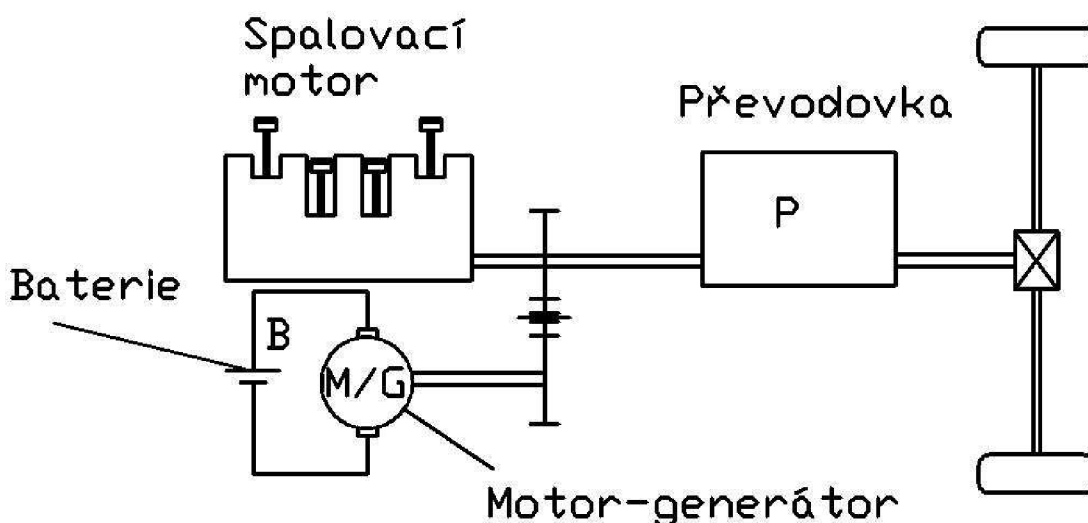 Spalovací
motor
Převodovka
P
Baterie
B
M/G
Motor-generátor